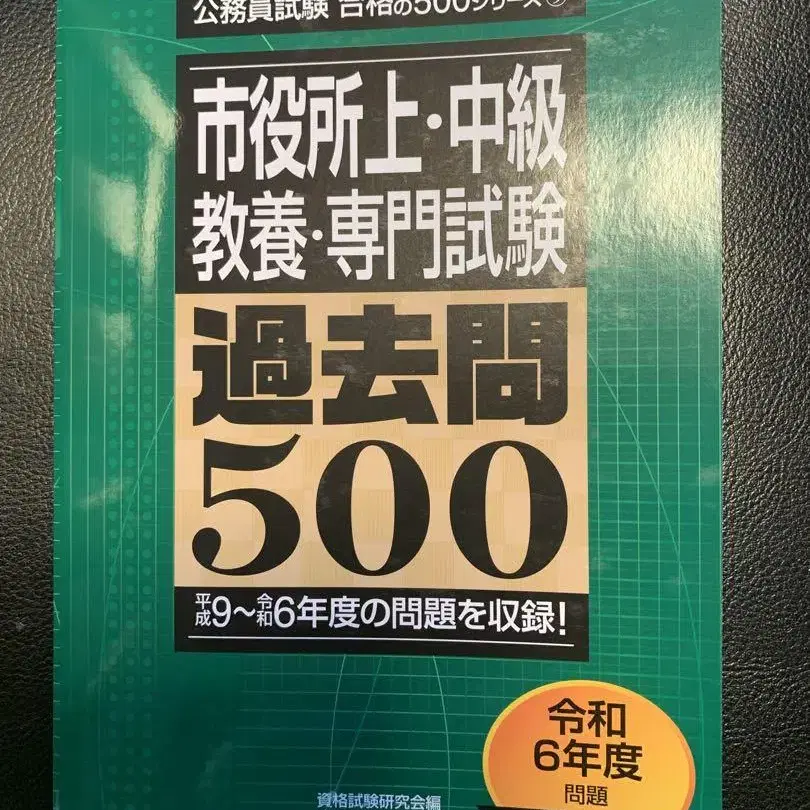 公務員試験 合格の500シリーズ
市役所上・中級
教養・専門試験
過去問
500
平成9～令和6年度の問題を収録!
令和
6年度
問題
資格試験研究会編